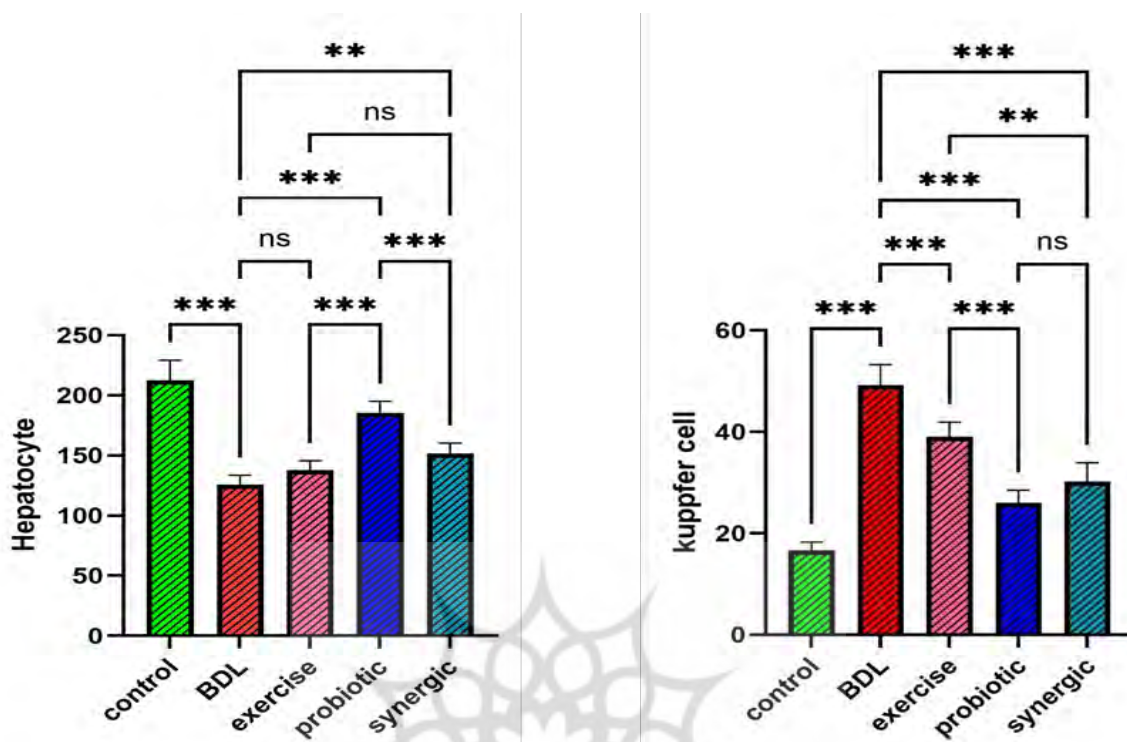 **
ns
***
ns
***
***
***
250
200
150
100
50
0
Hepatocyte
control
BDL
exercise
probiotic
synergic
***
**
***
***
ns
***
***
60
40
20
0
kuppfer cell
control
BDL
exercise
probiotic
synergic